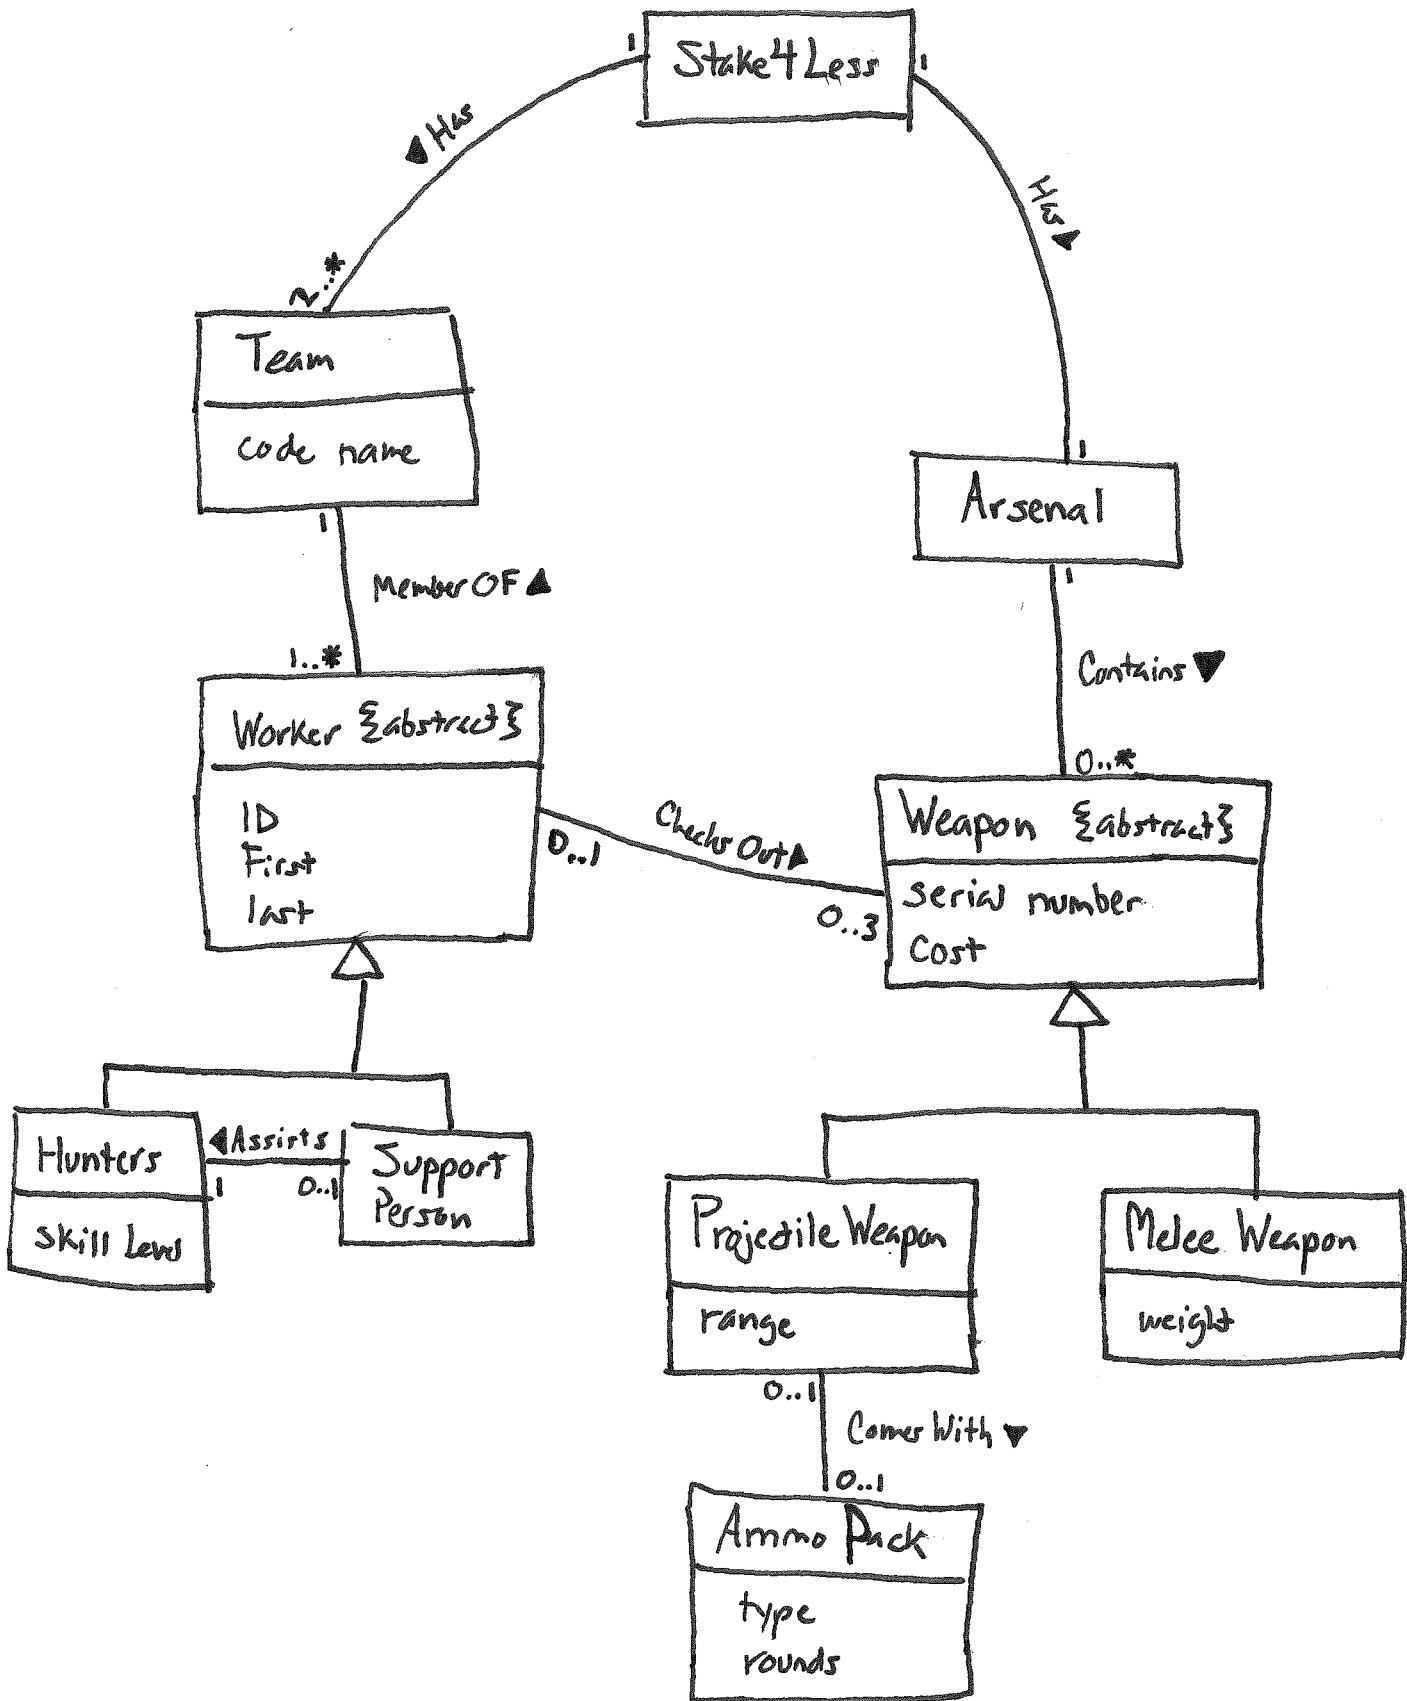 Stake4Less
1
1
◀ Has
Has ▶
2..*
Team
code name
1
Arsenal
1
1
Member OF ▲
Contains ▼
1..*
0..*
Worker {abstract}
ID
First
last
0..1
Checks Out ▶
0..3
Weapon {abstract}
serial number
cost
Hunters
skill Level
◀ Assists
1
0..1
Support
Person
Projectile Weapon
range
Melee Weapon
weight
0..1
Comes With ▼
0..1
Ammo Pack
type
rounds